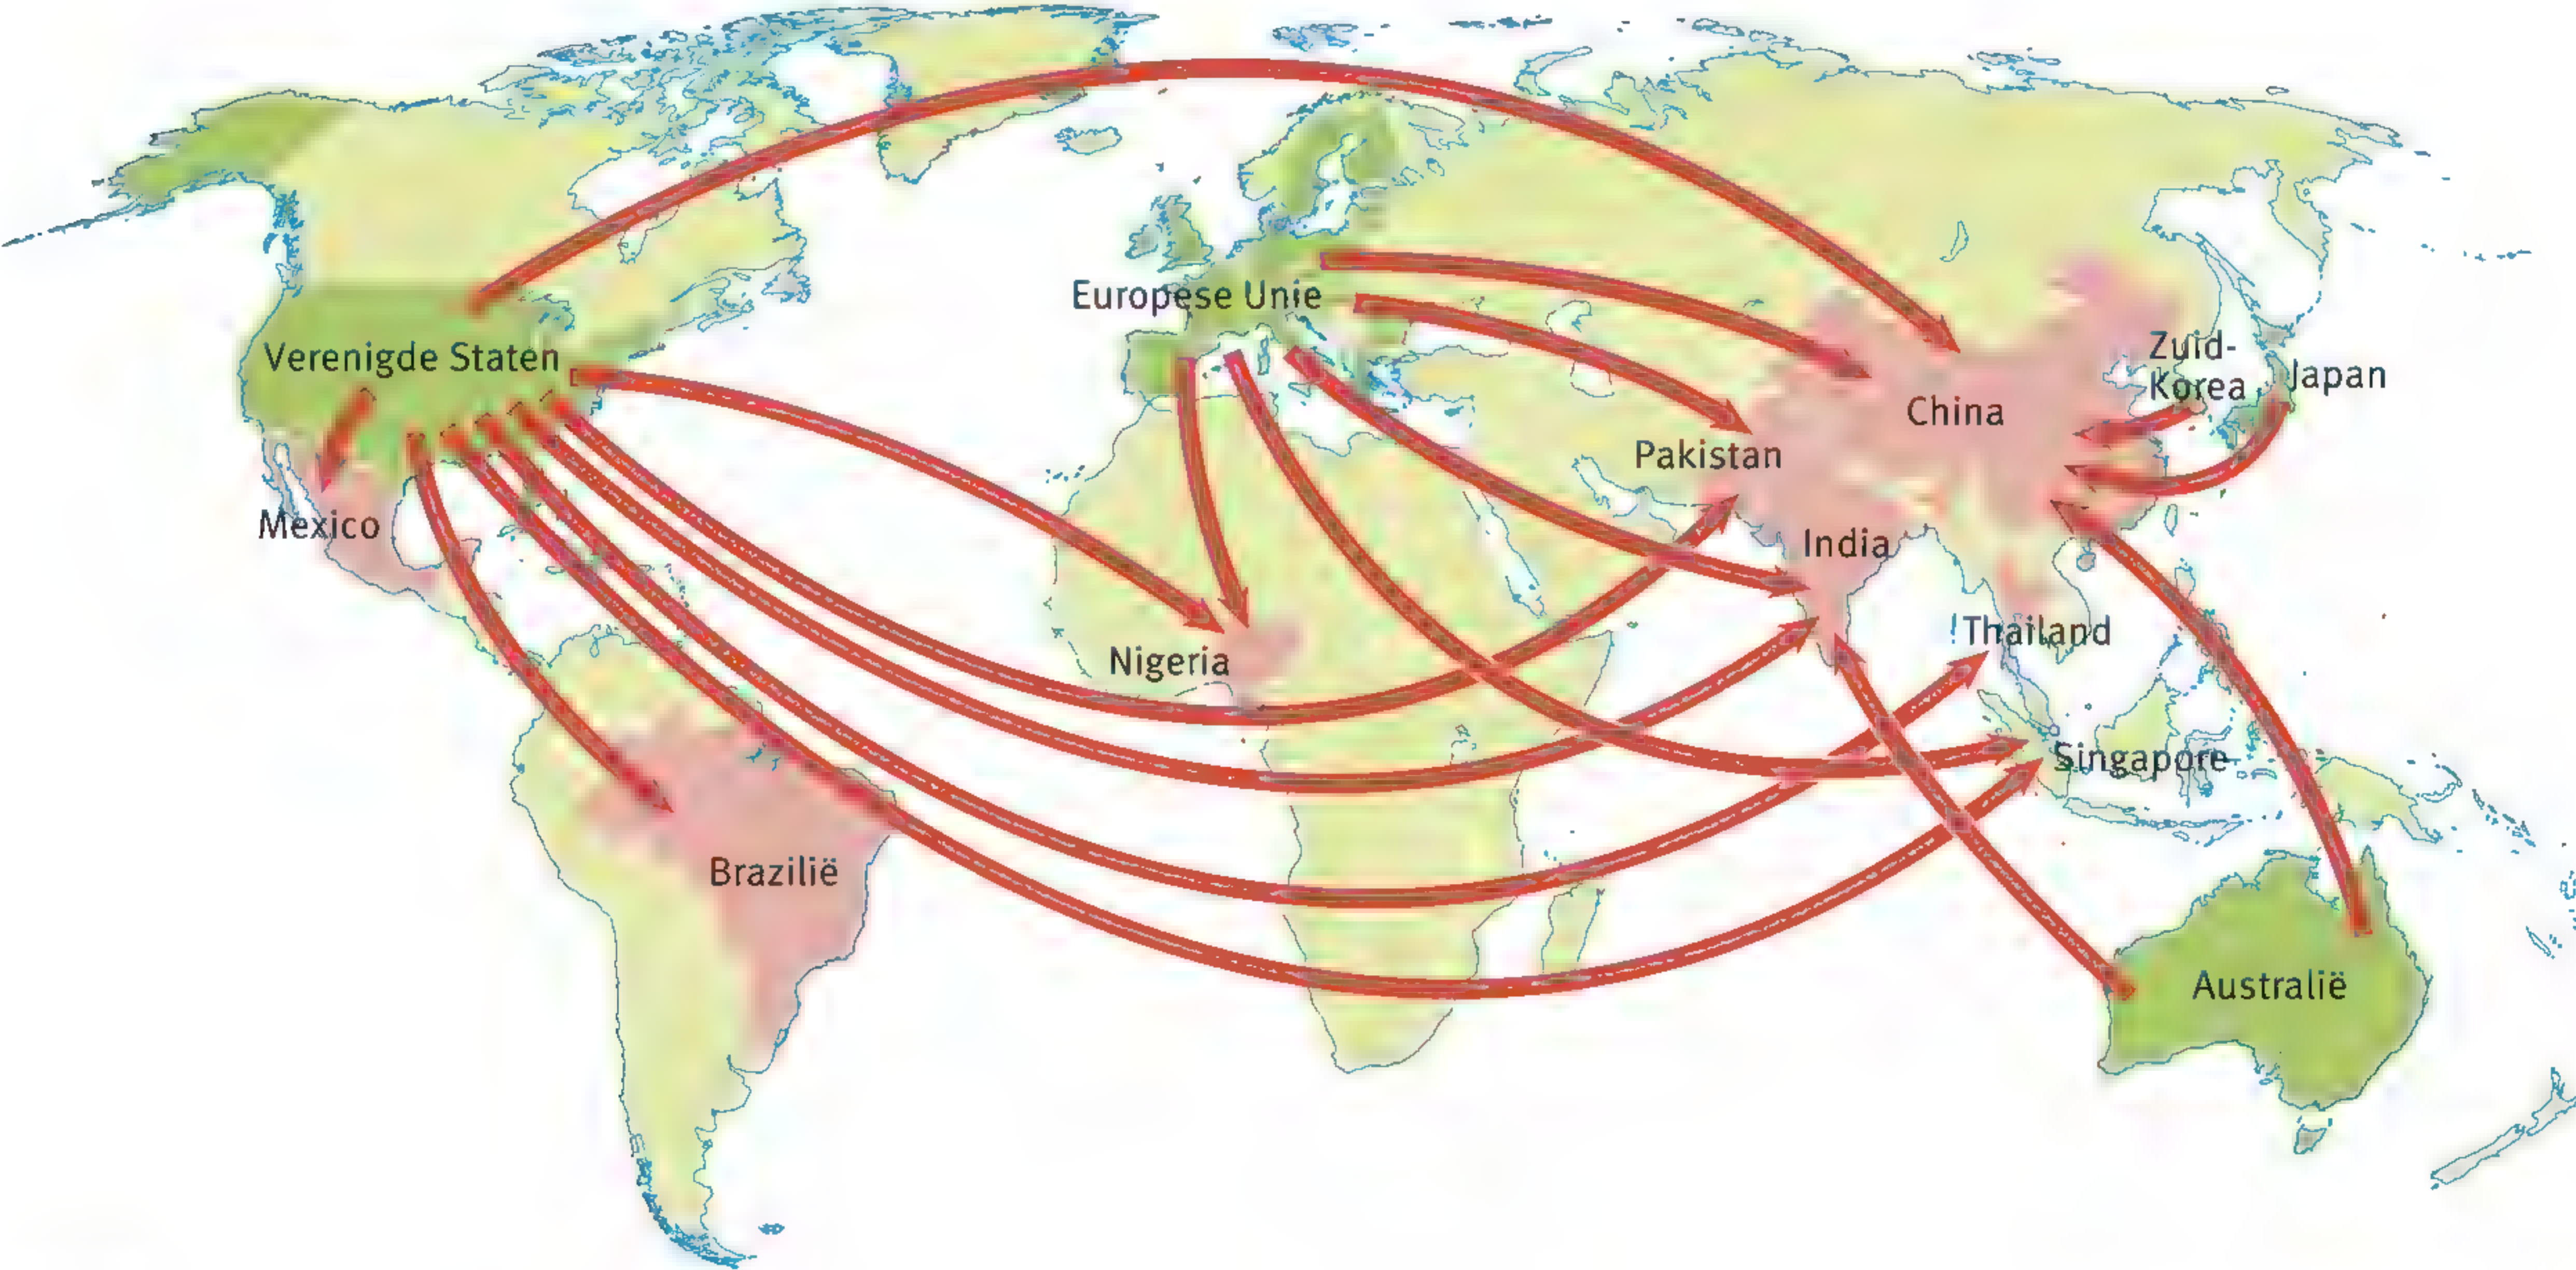 Europese Unie
Verenigde Staten
Zuid-
Korea
Japan
China
Pakistan
Mexico
India
Thailand
Nigeria
Singapore
Brazilië
Australië